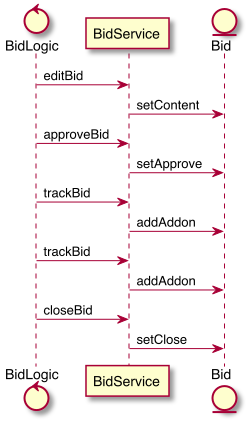 BidLogic
BidService
Bid
editBid
setContent
approveBid
setApprove
trackBid
addAddon
trackBid
addAddon
closeBid
setClose
BidLogic
BidService
Bid